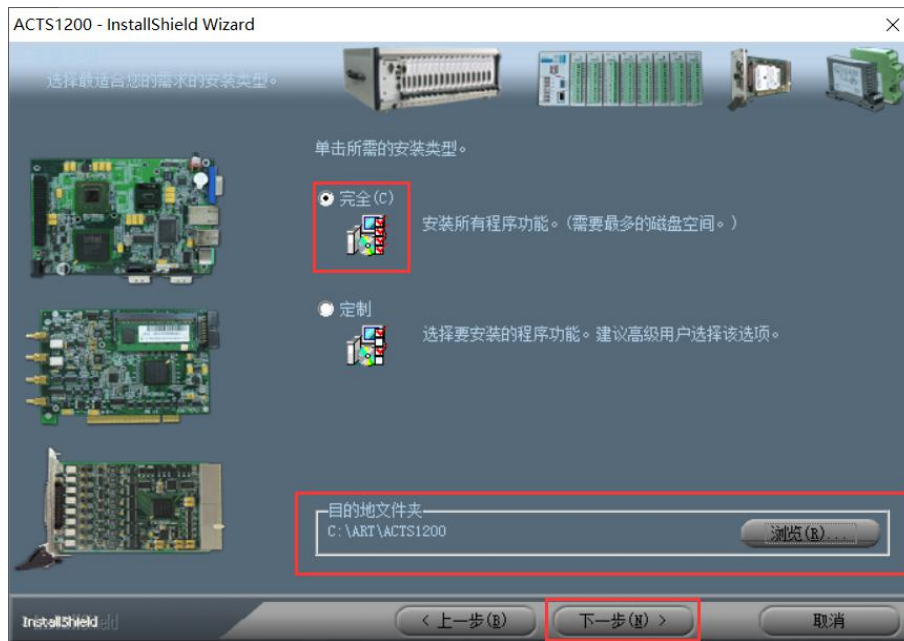 ACTS1200 - InstallShield Wizard
选择最适合您的需求的安装类型。
单击所需的安装类型。
完全(C)
安装所有程序功能。(需要最多的磁盘空间。)
定制
选择要安装的程序功能。建议高级用户选择该选项。
目的地文件夹
C:\ART\ACTS1200
浏览(R)...
InstallShield
< 上一步(B)
下一步(N) >
取消